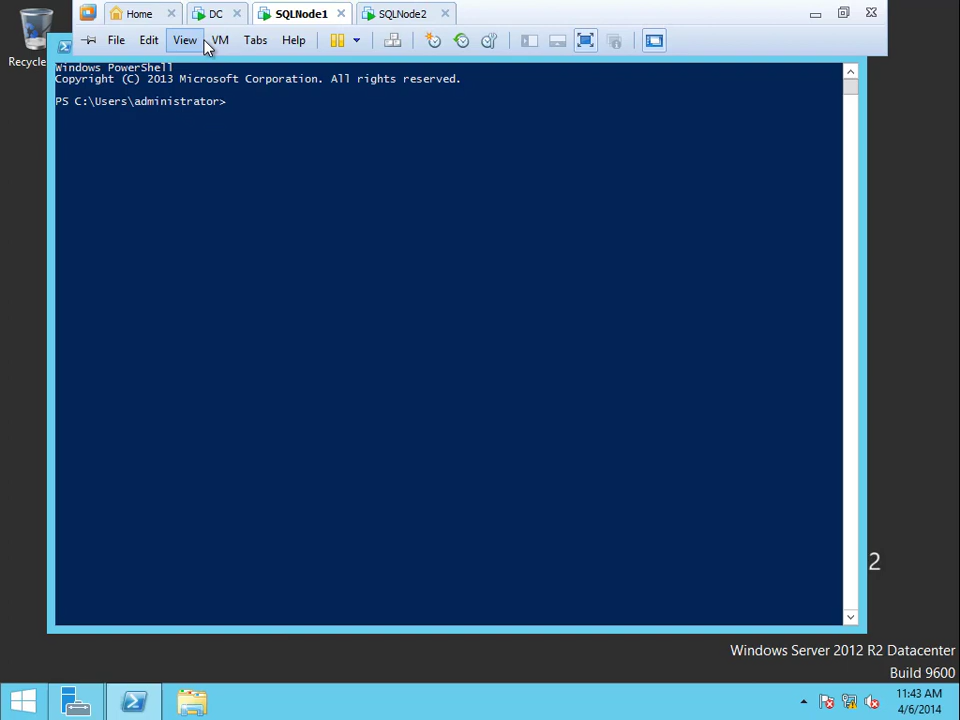 Home
DC
SQLNode1
SQLNode2
File
Edit
View
VM
Tabs
Help
Recycle
Windows PowerShell
Copyright (C) 2013 Microsoft Corporation. All rights reserved.
PS C:\Users\administrator>
2
Windows Server 2012 R2 Datacenter
Build 9600
11:43 AM
4/6/2014